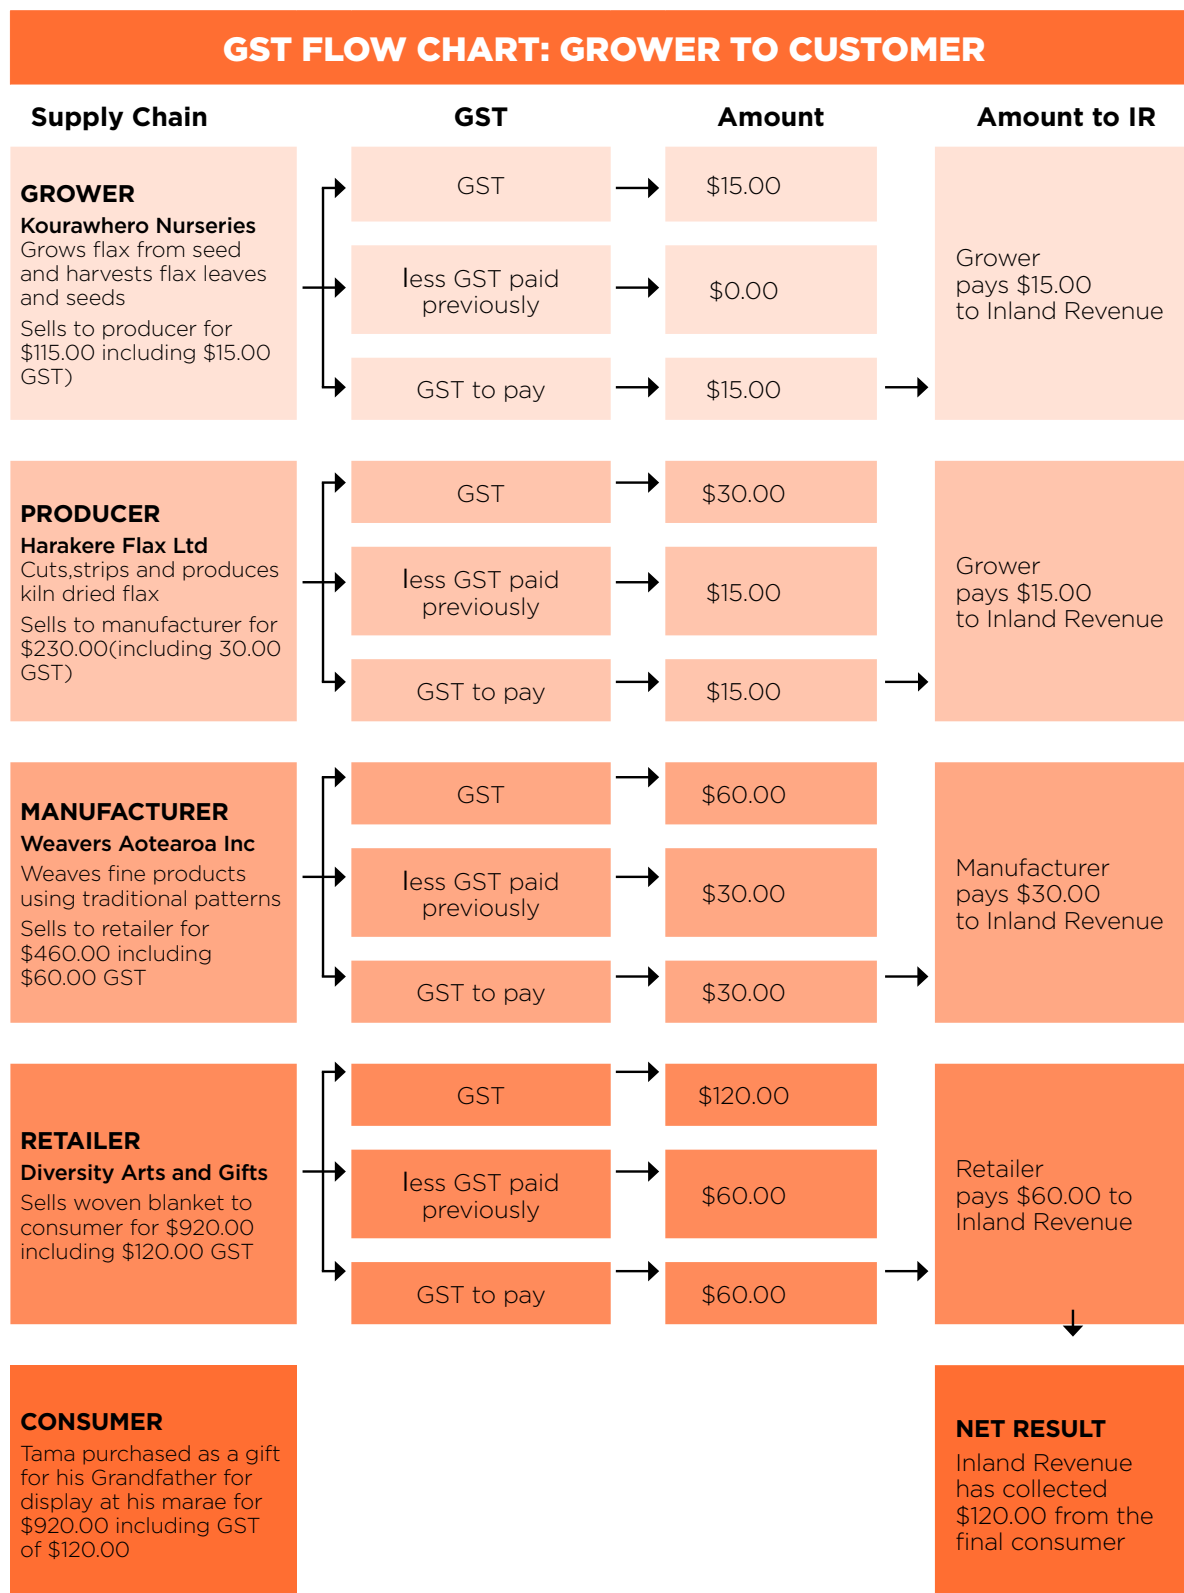 GST FLOW CHART: GROWER TO CUSTOMER
Supply Chain
GST
Amount
Amount to IR
GROWER
Kourawhero Nurseries
Grows flax from seed
and harvests flax leaves
and seeds
Sells to producer for
$115.00 including $15.00
GST)
GST
$15.00
less GST paid
previously
$0.00
GST to pay
$15.00
Grower
pays $15.00
to Inland Revenue
PRODUCER
Harakere Flax Ltd
Cuts,strips and produces
kiln dried flax
Sells to manufacturer for
$230.00(including 30.00
GST)
GST
$30.00
less GST paid
previously
$15.00
GST to pay
$15.00
Grower
pays $15.00
to Inland Revenue
MANUFACTURER
Weavers Aotearoa Inc
Weaves fine products
using traditional patterns
Sells to retailer for
$460.00 including
$60.00 GST
GST
$60.00
less GST paid
previously
$30.00
GST to pay
$30.00
Manufacturer
pays $30.00
to Inland Revenue
RETAILER
Diversity Arts and Gifts
Sells woven blanket to
consumer for $920.00
including $120.00 GST
GST
$120.00
less GST paid
previously
$60.00
GST to pay
$60.00
Retailer
pays $60.00 to
Inland Revenue
CONSUMER
Tama purchased as a gift
for his Grandfather for
display at his marae for
$920.00 including GST
of $120.00
NET RESULT
Inland Revenue
has collected
$120.00 from the
final consumer